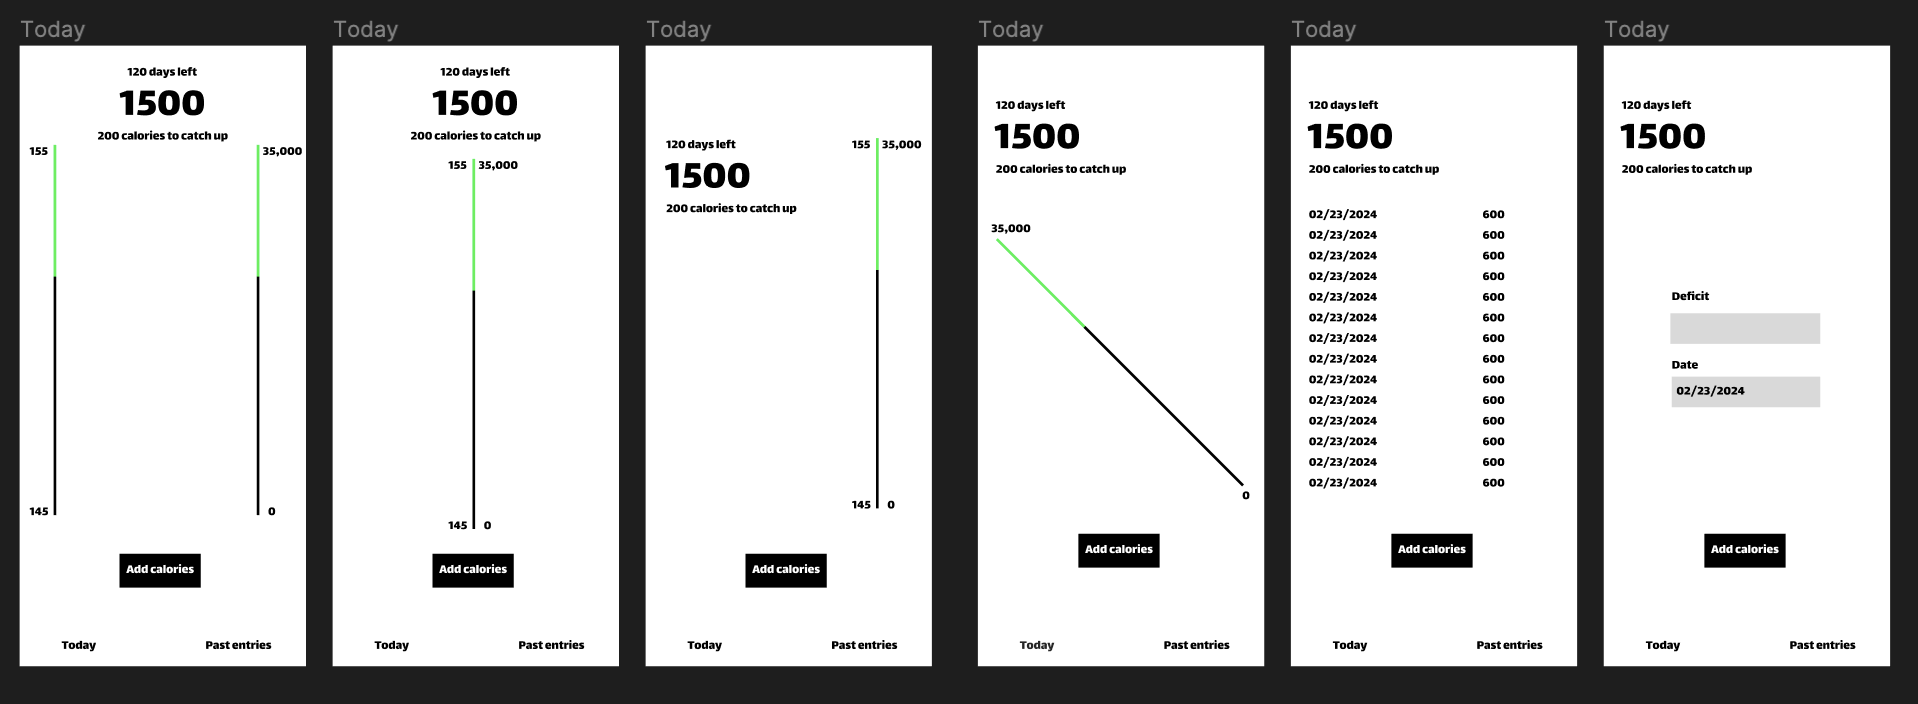 Today
120 days left
1500
200 calories to catch up
155
35,000
145
0
Add calories
Today Past entries
Today
120 days left
1500
200 calories to catch up
155 35,000
145 0
Add calories
Today Past entries
Today
120 days left
1500
200 calories to catch up
155 35,000
145 0
Add calories
Today Past entries
Today
120 days left
1500
200 calories to catch up
35,000
0
Add calories
Today Past entries
Today
120 days left
1500
200 calories to catch up
02/23/2024 600
02/23/2024 600
02/23/2024 600
02/23/2024 600
02/23/2024 600
02/23/2024 600
02/23/2024 600
02/23/2024 600
02/23/2024 600
02/23/2024 600
02/23/2024 600
02/23/2024 600
02/23/2024 600
02/23/2024 600
Add calories
Today Past entries
Today
120 days left
1500
200 calories to catch up
Deficit
Date
02/23/2024
Add calories
Today Past entries